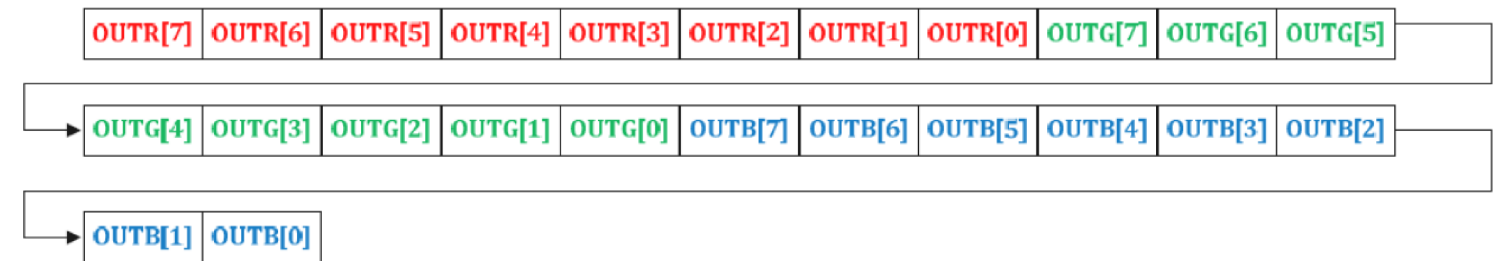 OUTR[7] OUTR[6] OUTR[5] OUTR[4] OUTR[3] OUTR[2] OUTR[1] OUTR[0] OUTG[7] OUTG[6] OUTG[5]
OUTG[4] OUTG[3] OUTG[2] OUTG[1] OUTG[0] OUTB[7] OUTB[6] OUTB[5] OUTB[4] OUTB[3] OUTB[2]
OUTB[1] OUTB[0]